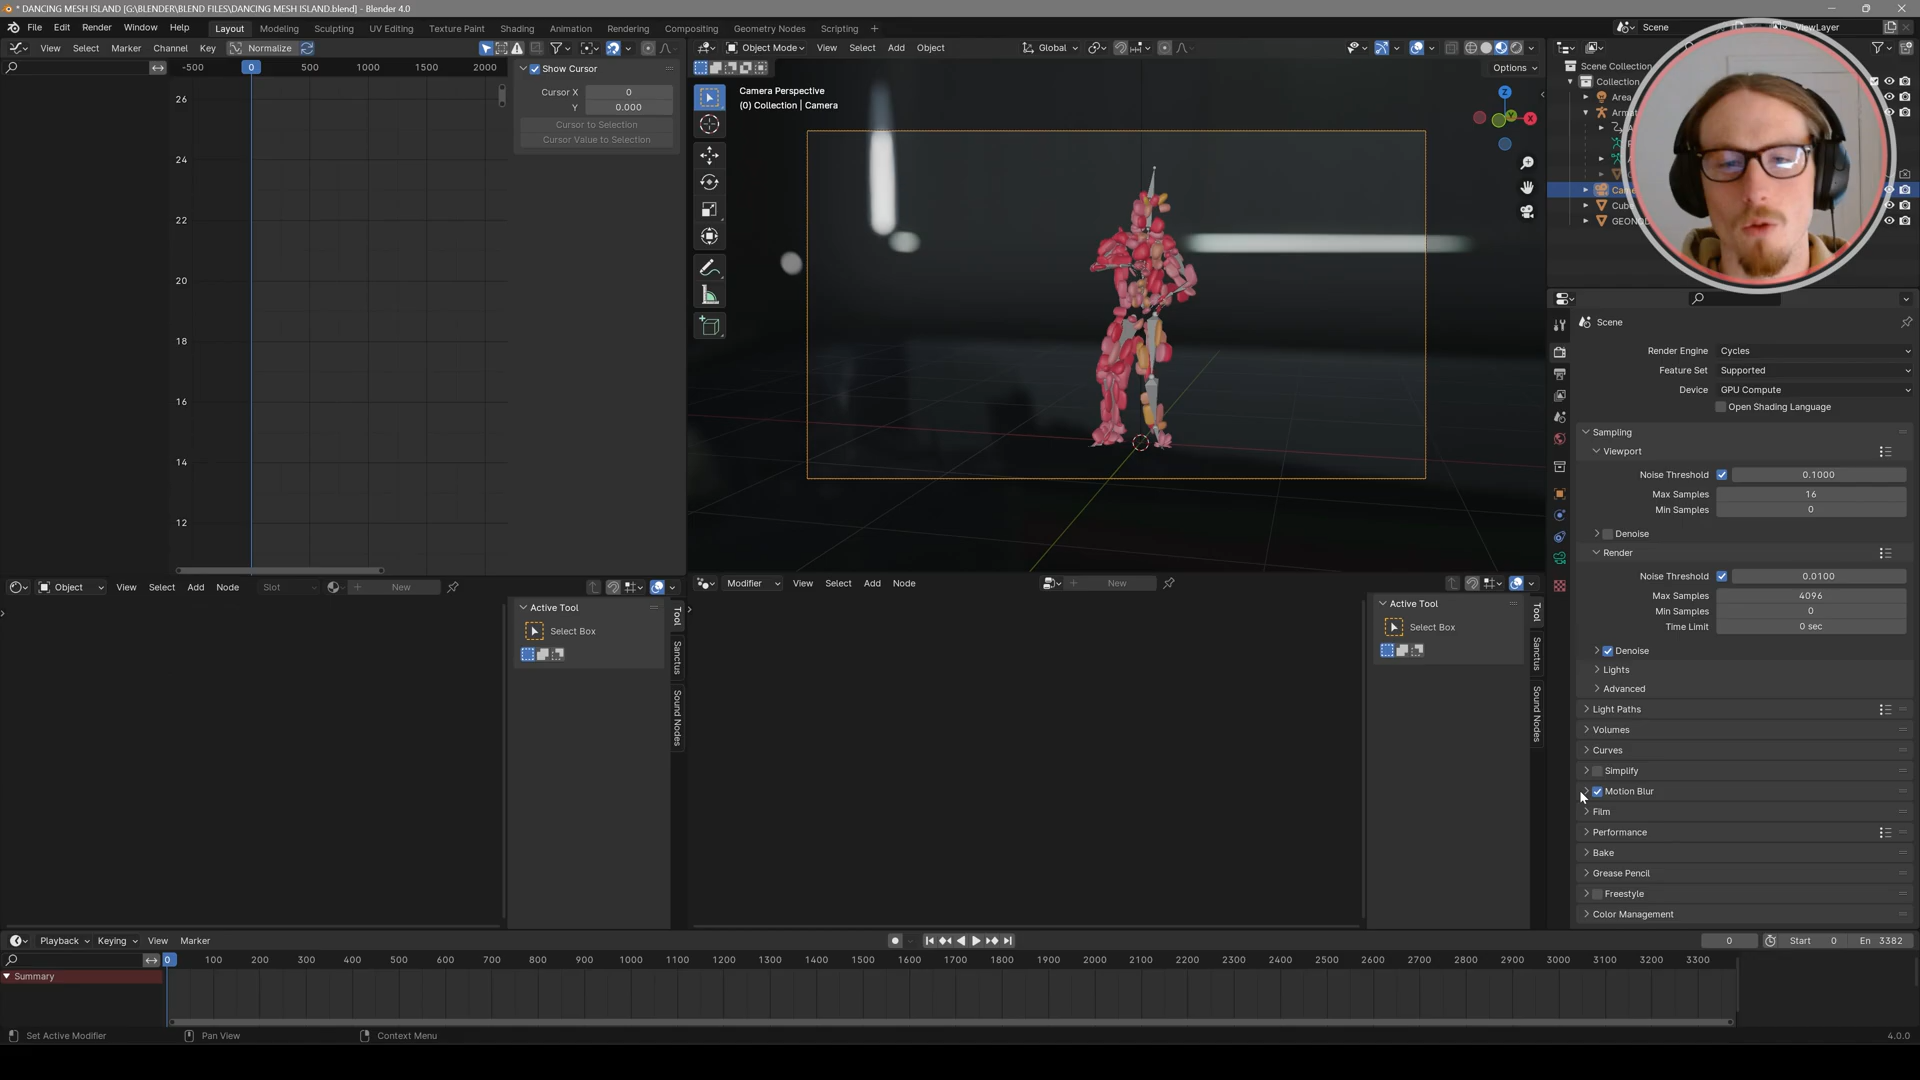 * DANCING MESH ISLAND [G:\BLENDER\BLEND FILES\DANCING MESH ISLAND.blend] - Blender 4.0
File Edit Render Window Help Layout Modeling Sculpting UV Editing Texture Paint Shading Animation Rendering Compositing Geometry Nodes Scripting + Scene ViewLayer
View Select Marker Channel Key Normalize
Object Mode View Select Add Object Global
Options
-500 0 500 1000 1500 2000
26
24
22
20
18
16
14
12
Show Cursor
Cursor X 0
Y 0.000
Cursor to Selection
Cursor Value to Selection
Camera Perspective
(0) Collection | Camera
Z
Y
X
Scene Collection
Collection
Area
Cube
Scene
Render Engine Cycles
Feature Set Supported
Device GPU Compute
Open Shading Language
Sampling
Viewport
Noise Threshold 0.1000
Max Samples 16
Min Samples 0
Denoise
Render
Noise Threshold 0.0100
Max Samples 4096
Min Samples 0
Time Limit 0 sec
Denoise
Lights
Advanced
Light Paths
Volumes
Curves
Simplify
Motion Blur
Film
Performance
Bake
Grease Pencil
Freestyle
Color Management
Object View Select Add Node Slot New
Active Tool
Select Box
Tool
Sanctus
Sound Nodes
Modifier View Select Add Node New
Active Tool
Select Box
Tool
Sanctus
Sound Nodes
Playback Keying View Marker 0 Start 0 En 3382
0 100 200 300 400 500 600 700 800 900 1000 1100 1200 1300 1400 1500 1600 1700 1800 1900 2000 2100 2200 2300 2400 2500 2600 2700 2800 2900 3000 3100 3200 3300
Summary
Set Active Modifier Pan View Context Menu 4.0.0